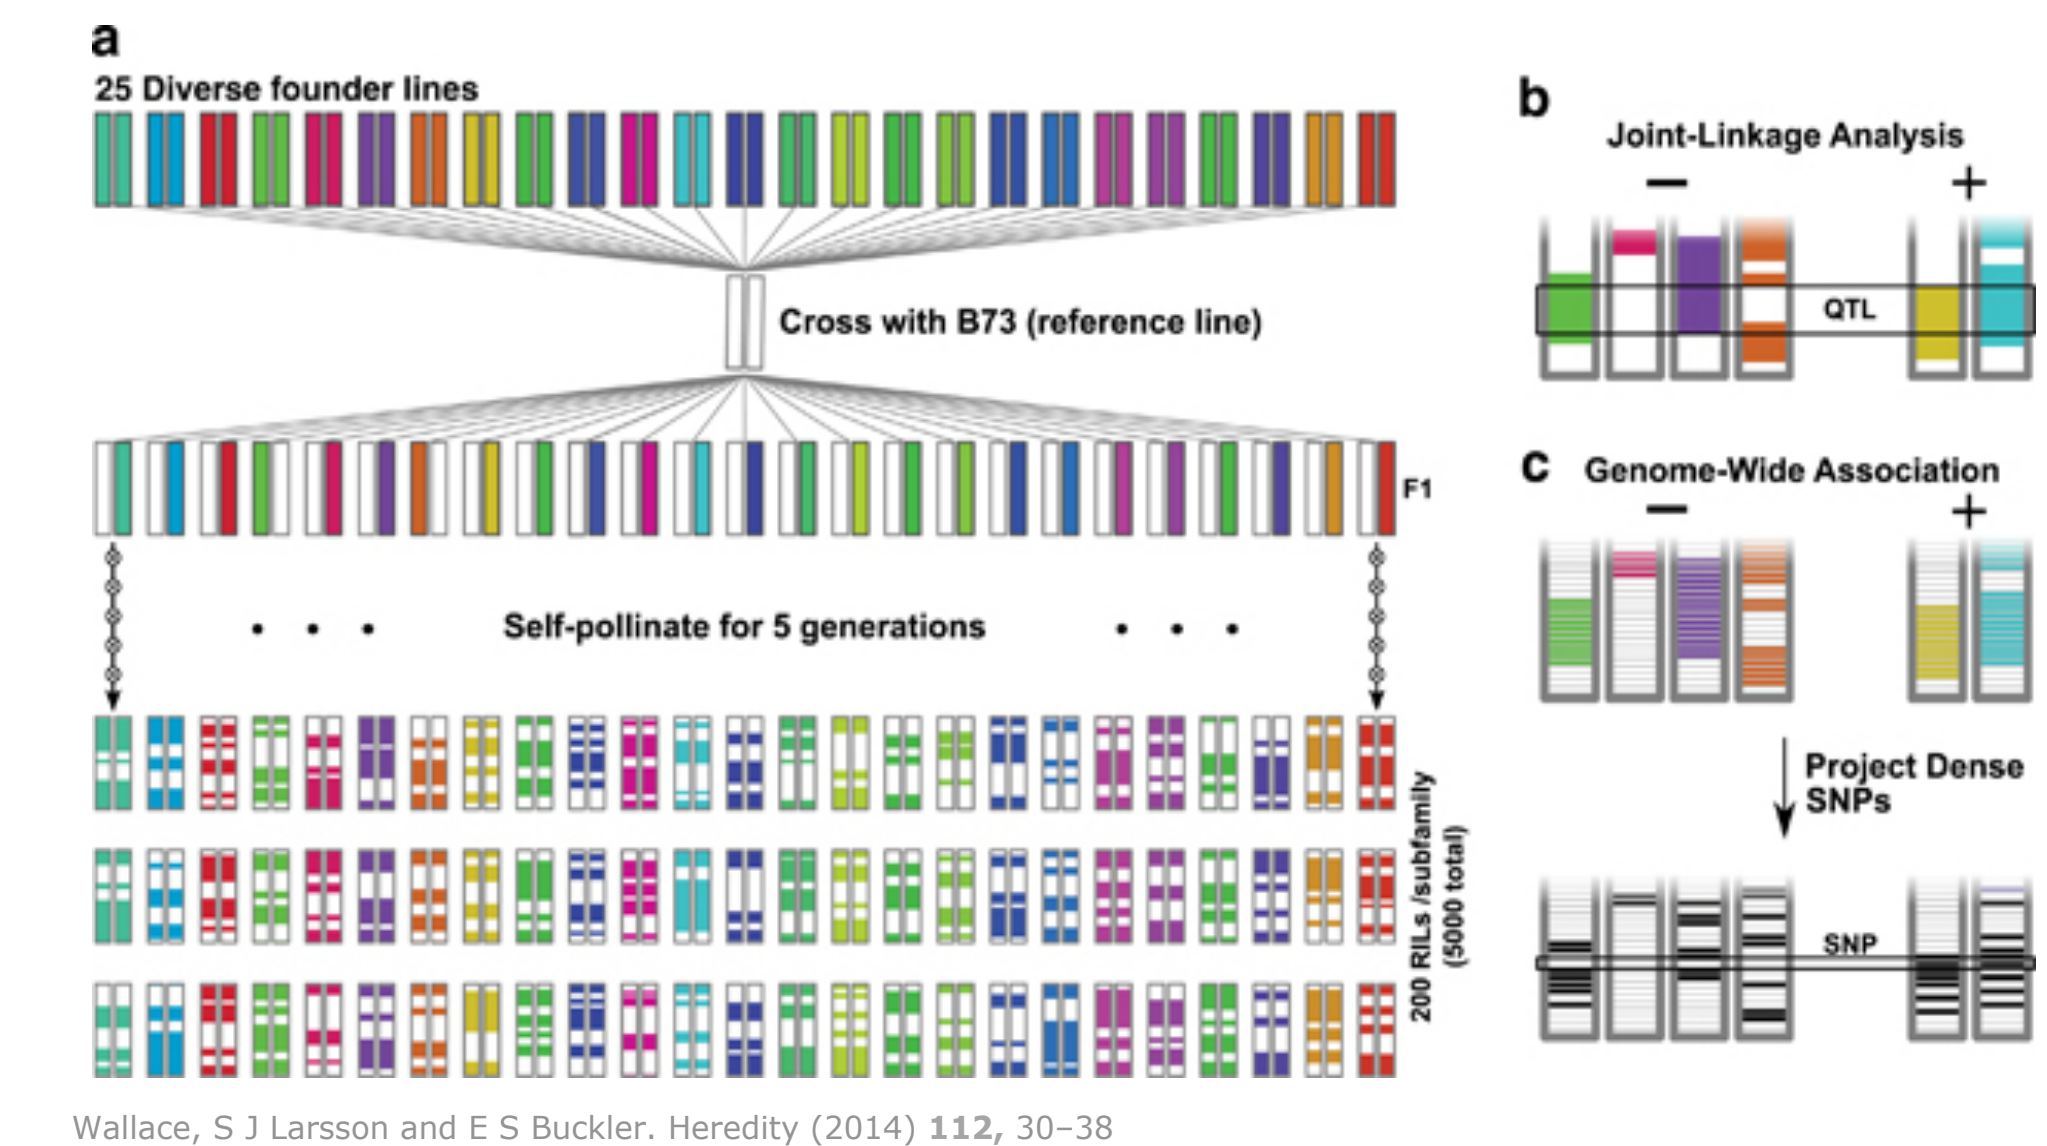 a
25 Diverse founder lines
Cross with B73 (reference line)
F1
Self-pollinate for 5 generations
200 RILs /subfamily
(5000 total)
b
Joint-Linkage Analysis
− +
QTL
c Genome-Wide Association
− +
Project Dense
SNPs
SNP
Wallace, S J Larsson and E S Buckler. Heredity (2014) 112, 30–38